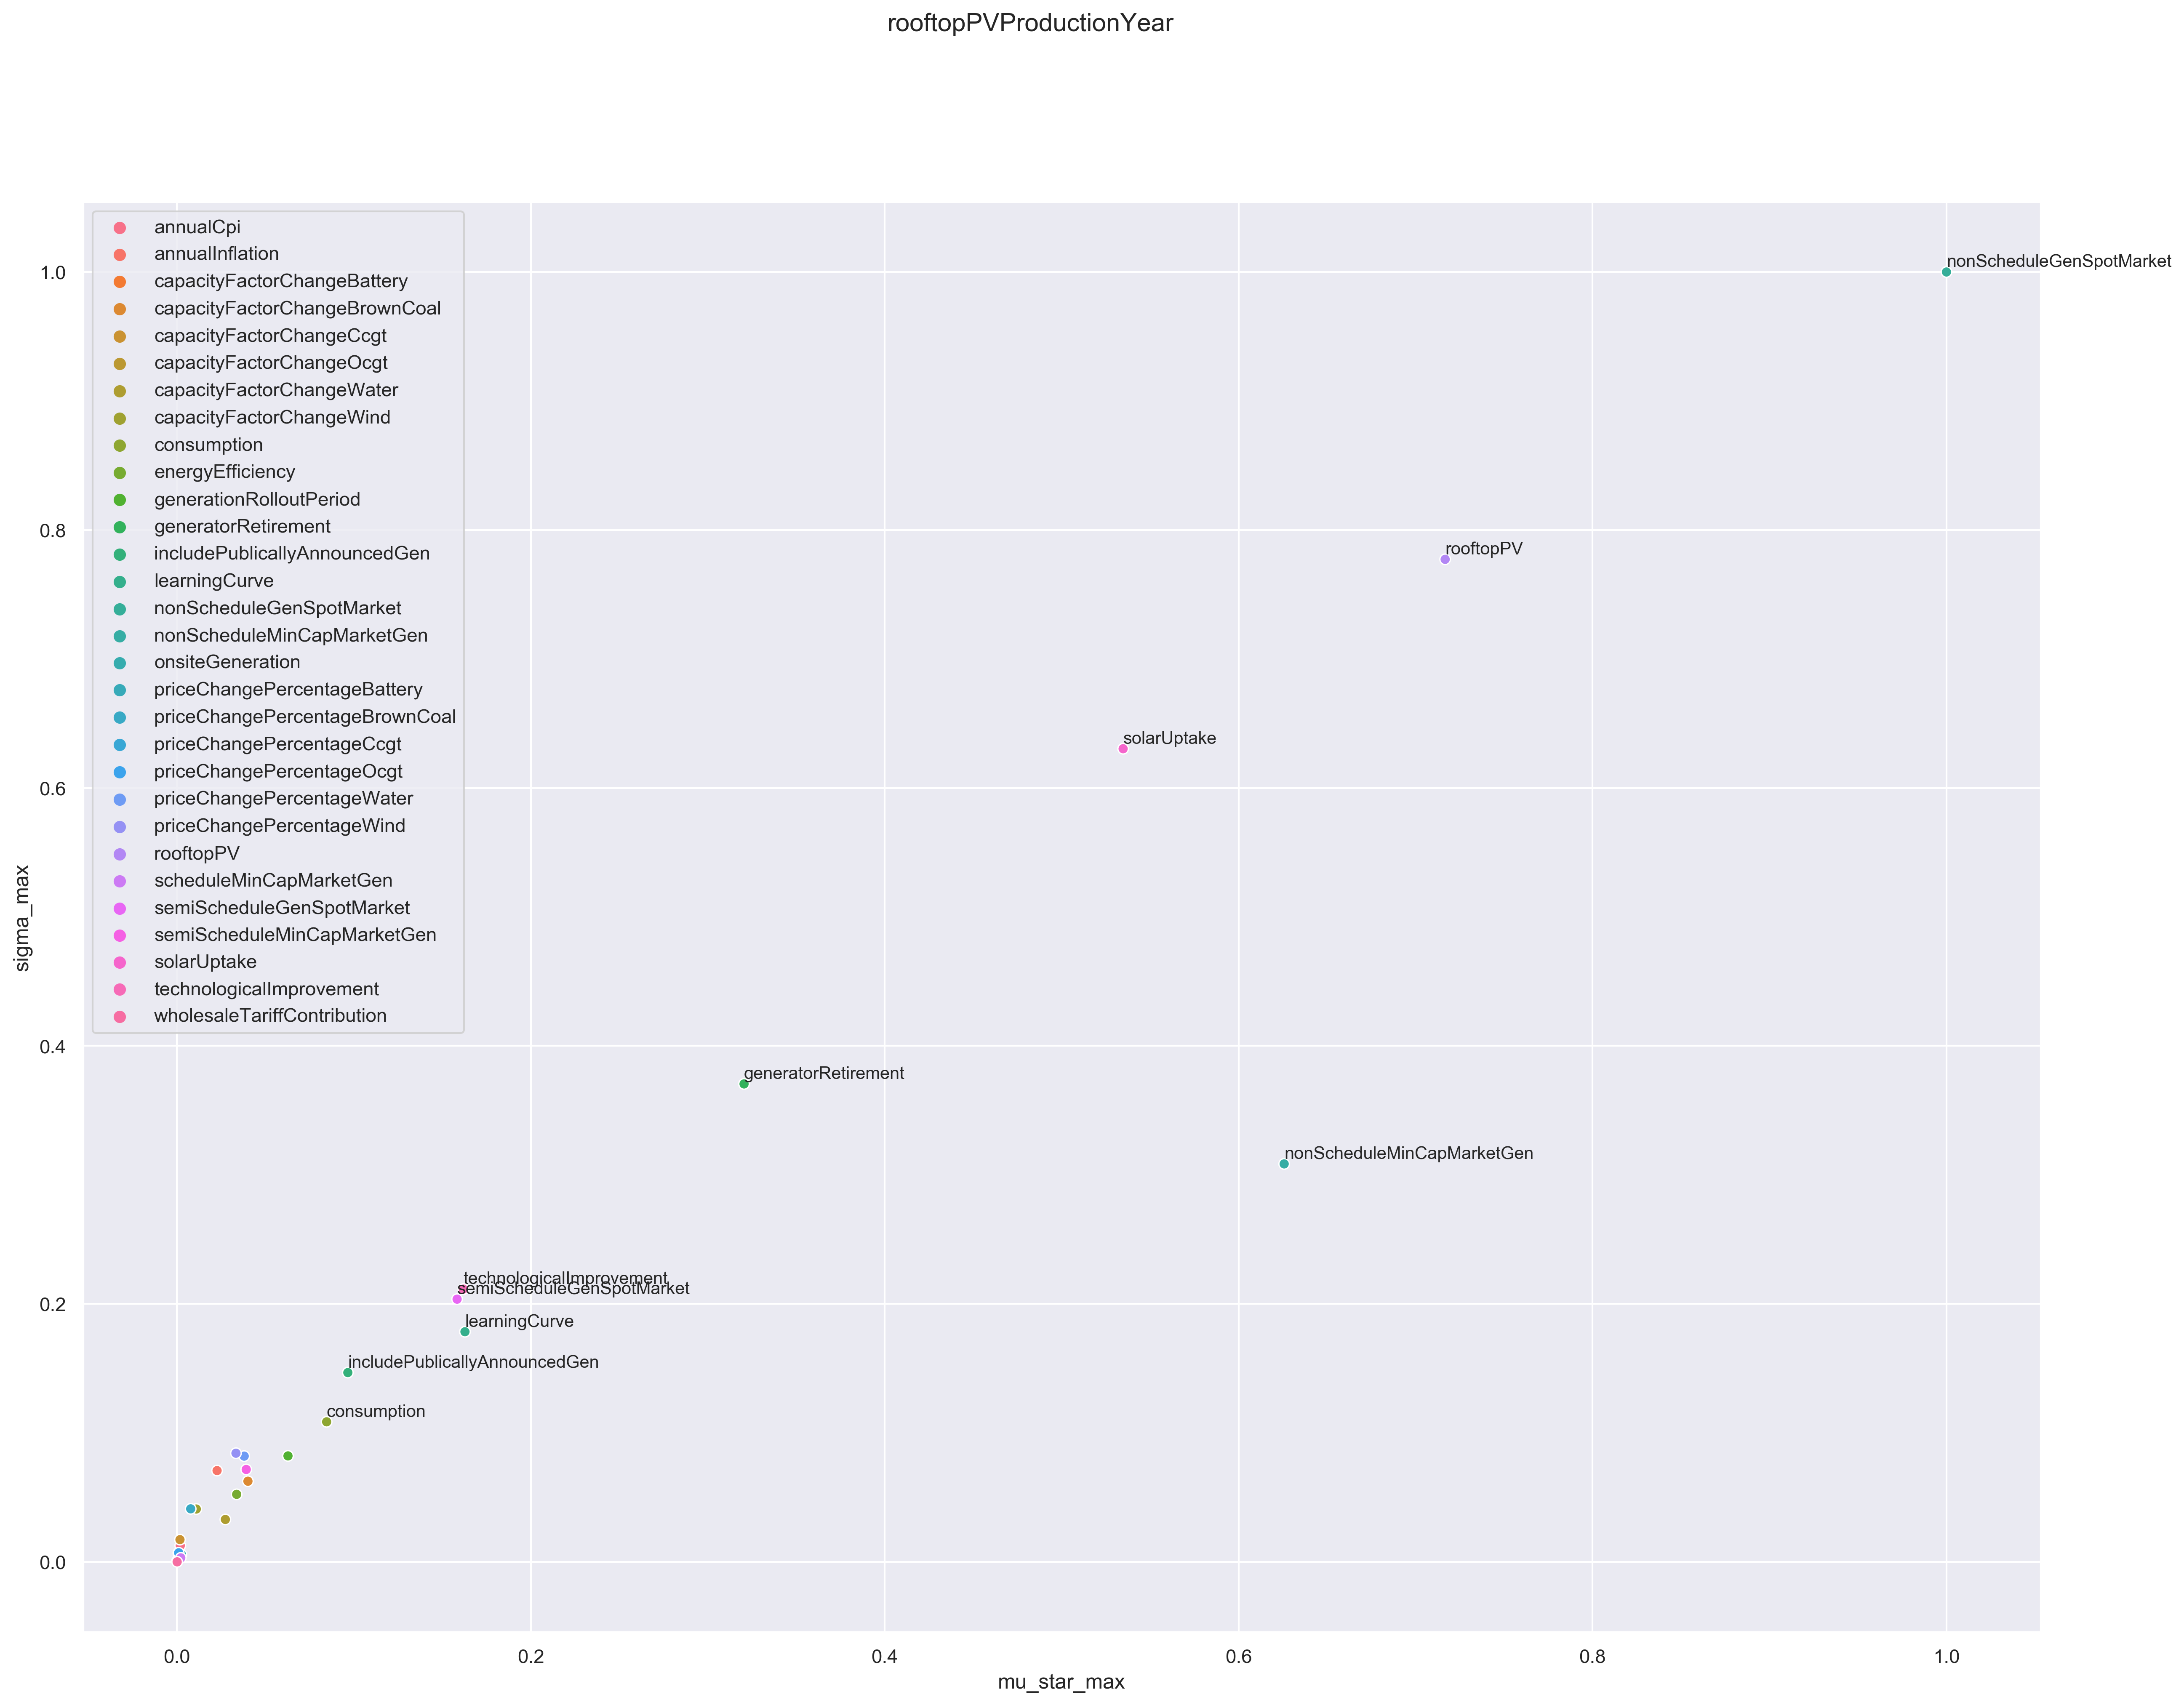 rooftopPVProductionYear
annualCpi
annualInflation
capacityFactorChangeBattery
capacityFactorChangeBrownCoal
capacityFactorChangeCcgt
capacityFactorChangeOcgt
capacityFactorChangeWater
capacityFactorChangeWind
consumption
energyEfficiency
generationRolloutPeriod
generatorRetirement
includePublicallyAnnouncedGen
learningCurve
nonScheduleGenSpotMarket
nonScheduleMinCapMarketGen
onsiteGeneration
priceChangePercentageBattery
priceChangePercentageBrownCoal
priceChangePercentageCcgt
priceChangePercentageOcgt
priceChangePercentageWater
priceChangePercentageWind
rooftopPV
scheduleMinCapMarketGen
semiScheduleGenSpotMarket
semiScheduleMinCapMarketGen
solarUptake
technologicalImprovement
wholesaleTariffContribution
nonScheduleGenSpotMarket
rooftopPV
solarUptake
generatorRetirement
nonScheduleMinCapMarketGen
technologicalImprovement
semiScheduleGenSpotMarket
learningCurve
includePublicallyAnnouncedGen
consumption
sigma_max
1.0
0.8
0.6
0.4
0.2
0.0
0.0 0.2 0.4 0.6 0.8 1.0
mu_star_max